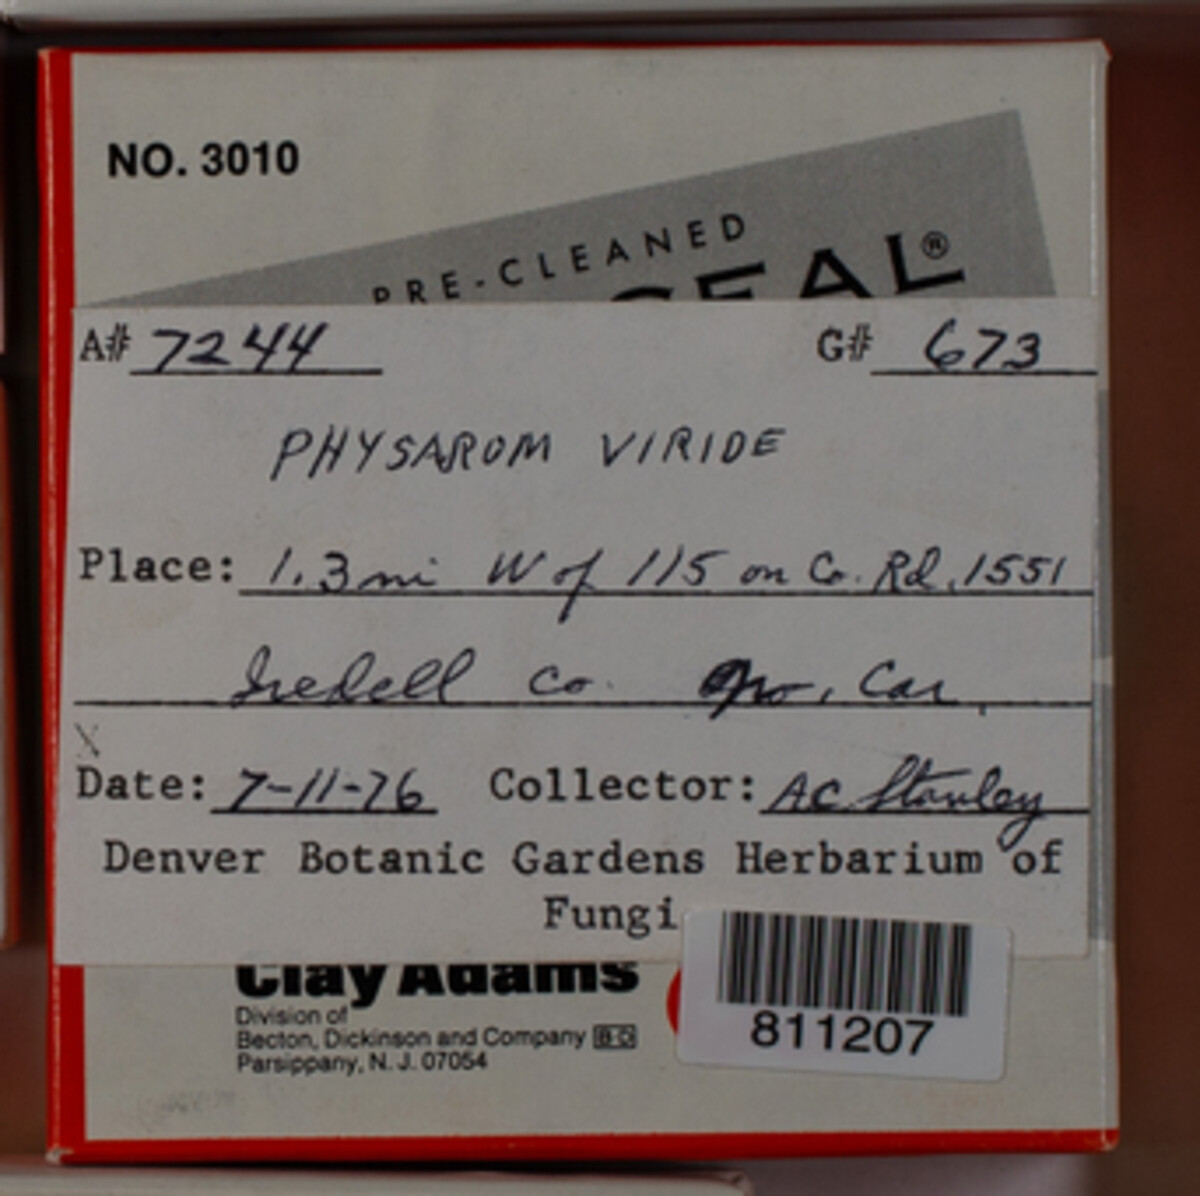 NO. 3010
PRE-CLEANED
SEAL®
A# 7244 G# 673
PHYSAROM VIRIDE
Place: 1.3 mi W of 115 on Co. Rd. 1551
Iredell Co. No. Car.
X
Date: 7-11-76 Collector: AC Stanley
Denver Botanic Gardens Herbarium of
Fungi
Clay Adams
Division of
Becton, Dickinson and Company B-D
Parsippany, N.J. 07054
811207